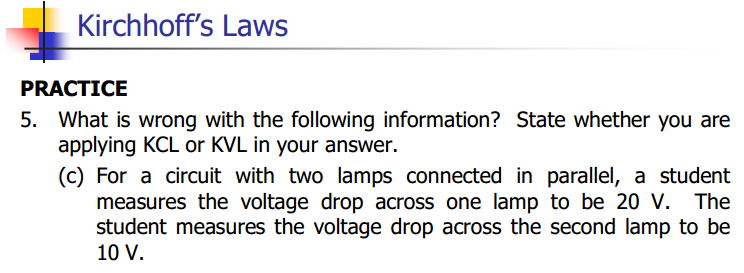 Kirchhoff's Laws
PRACTICE
5. What is wrong with the following information? State whether you are
applying KCL or KVL in your answer.
(c) For a circuit with two lamps connected in parallel, a student
measures the voltage drop across one lamp to be 20 V. The
student measures the voltage drop across the second lamp to be
10 V.